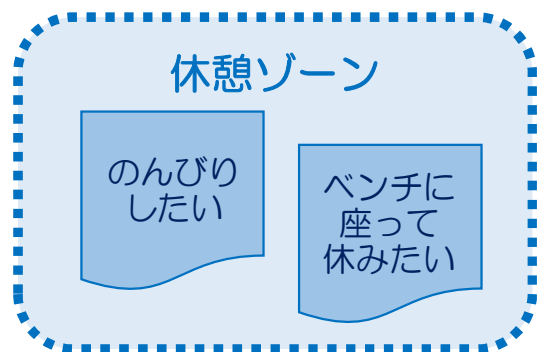 休憩ゾーン
のんびり
したい
ベンチに
座って
休みたい